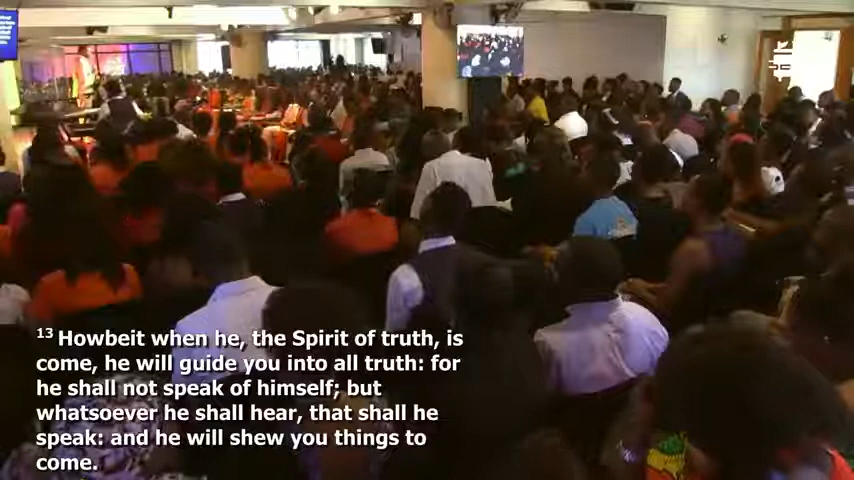 13 Howbeit when he, the Spirit of truth, is
come, he will guide you into all truth: for
he shall not speak of himself; but
whatsoever he shall hear, that shall he
speak: and he will shew you things to
come.